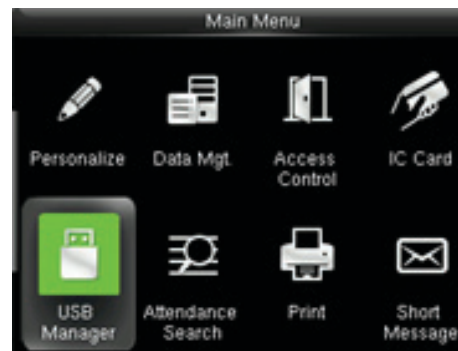 Main Menu
Personalize
Data Mgt.
Access
Control
IC Card
USB
Manager
Attendance
Search
Print
Short
Message